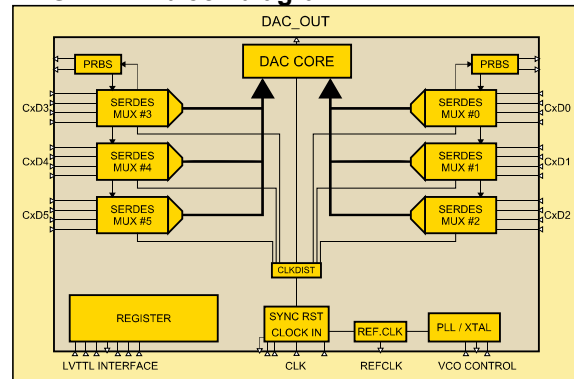 DAC_OUT
PRBS
DAC CORE
PRBS
CxD3
SERDES
MUX #3
SERDES
MUX #0
CxD0
CxD4
SERDES
MUX #4
SERDES
MUX #1
CxD1
CxD5
SERDES
MUX #5
SERDES
MUX #2
CxD2
CLKDIST
REGISTER
SYNC RST
CLOCK IN
REF.CLK
PLL / XTAL
LVTTL INTERFACE
CLK
REFCLK
VCO CONTROL